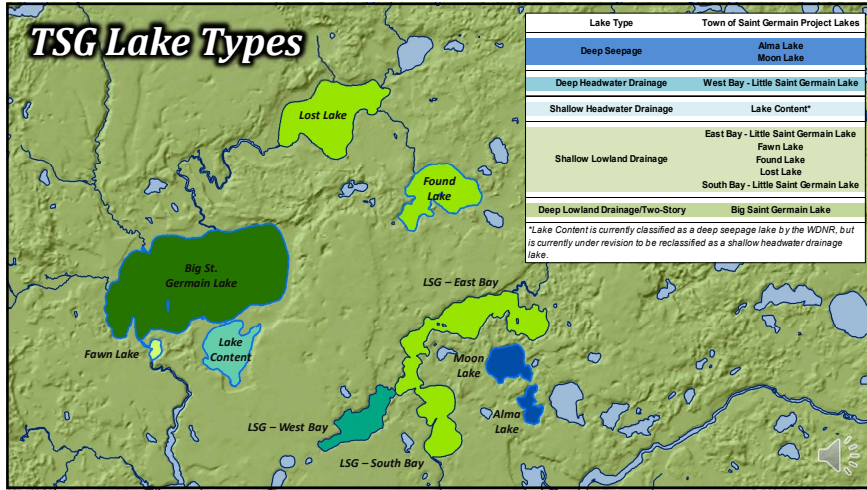 TSG Lake Types
Lake Type Town of Saint Germain Project Lakes
Deep Seepage
Alma Lake
Moon Lake
Deep Headwater Drainage West Bay - Little Saint Germain Lake
Shallow Headwater Drainage Lake Content*
Shallow Lowland Drainage
East Bay - Little Saint Germain Lake
Fawn Lake
Found Lake
Lost Lake
South Bay - Little Saint Germain Lake
Deep Lowland Drainage/Two-Story Big Saint Germain Lake
*Lake Content is currently classified as a deep seepage lake by the WDNR, but
is currently under revision to be reclassified as a shallow headwater drainage
lake.
Lost Lake
Found
Lake
Big St.
Germain Lake
LSG – East Bay
Fawn Lake
Lake
Content
Moon
Lake
Alma
Lake
LSG – West Bay
LSG – South Bay